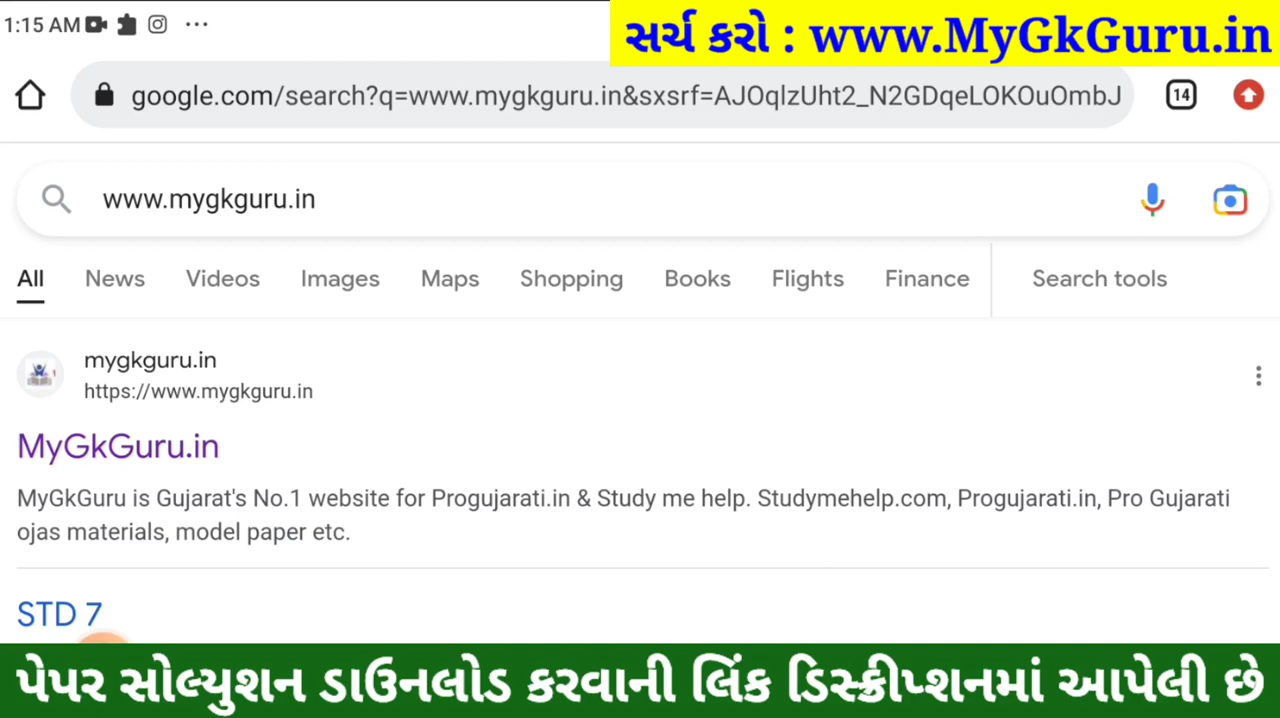 1:15 AM
સર્ચ કરો : www.MyGkGuru.in
google.com/search?q=www.mygkguru.in&sxsrf=AJOqlzUht2_N2GDqeLOKOuOmbJ
14
www.mygkguru.in
All News Videos Images Maps Shopping Books Flights Finance Search tools
mygkguru.in
https://www.mygkguru.in
MyGkGuru.in
MyGkGuru is Gujarat's No.1 website for Progujarati.in & Study me help. Studymehelp.com, Progujarati.in, Pro Gujarati
ojas materials, model paper etc.
STD 7
પેપર સોલ્યુશન ડાઉનલોડ કરવાની લિંક ડિસ્ક્રીપ્શનમાં આપેલી છે